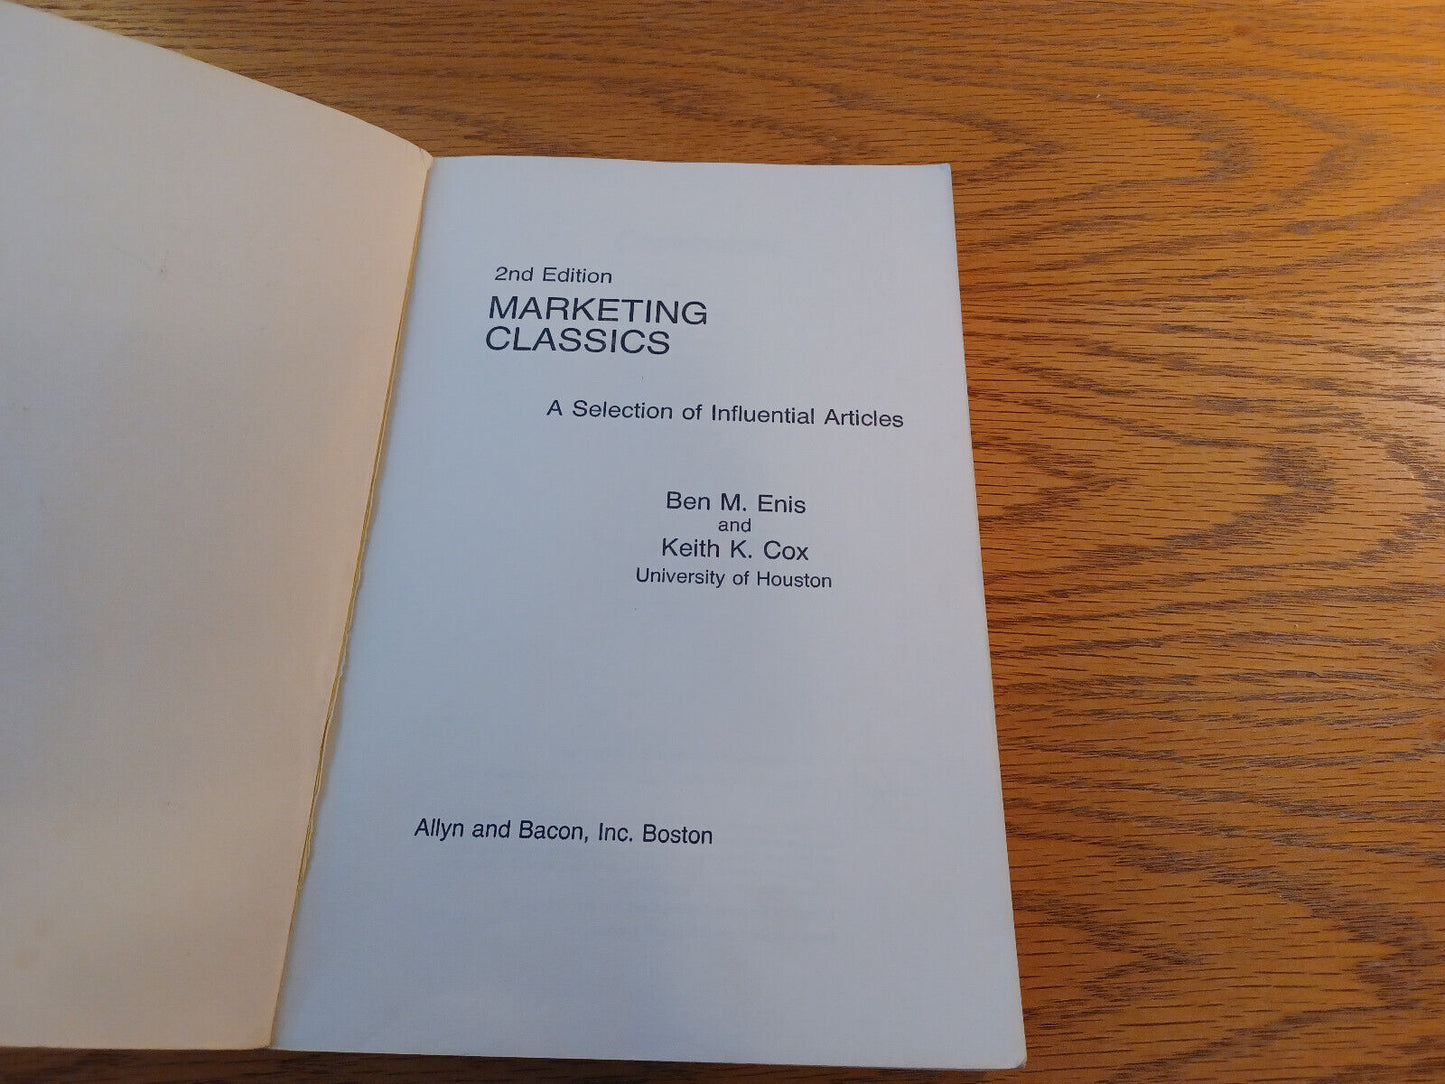 2nd Edition
MARKETING
CLASSICS
A Selection of Influential Articles
Ben M. Enis
and
Keith K. Cox
University of Houston
Allyn and Bacon, Inc. Boston